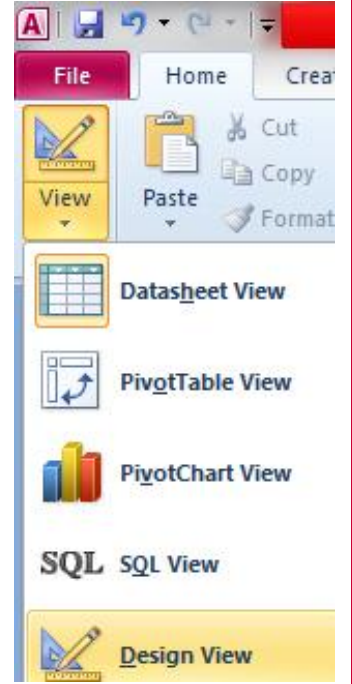 A
File Home Crea
View Paste Cut
Copy
Format
Datasheet View
PivotTable View
PivotChart View
SQL SQL View
Design View